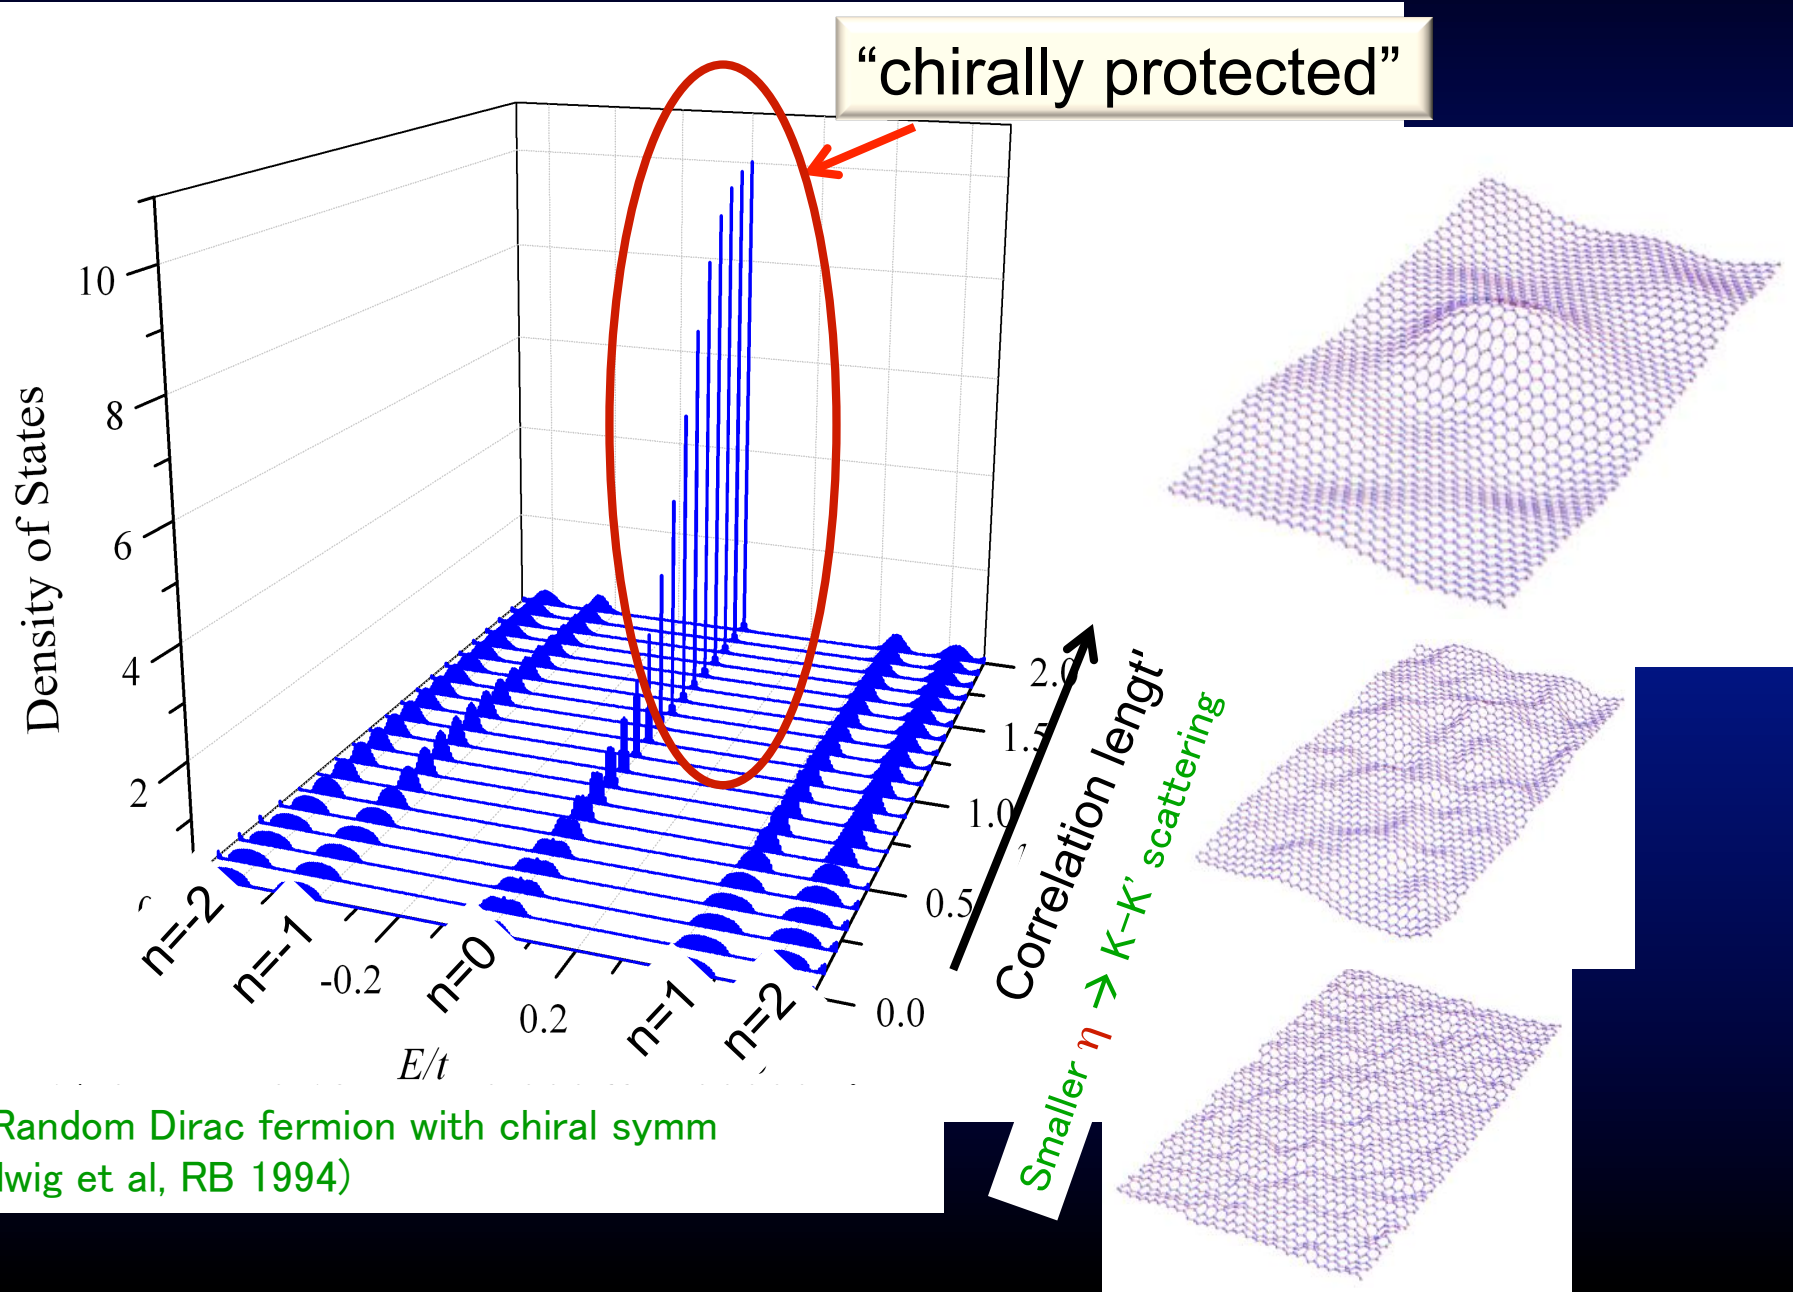 “chirally protected”
10
8
6
4
2
Density of States
2.0
1.5
1.0
0.5
0.0
n=-2
n=-1
n=0
n=1
n=2
-0.2
0.2
E/t
Correlation lengt'
Smaller η → K-K’ scattering
Random Dirac fermion with chiral symm
lwig et al, RB 1994)